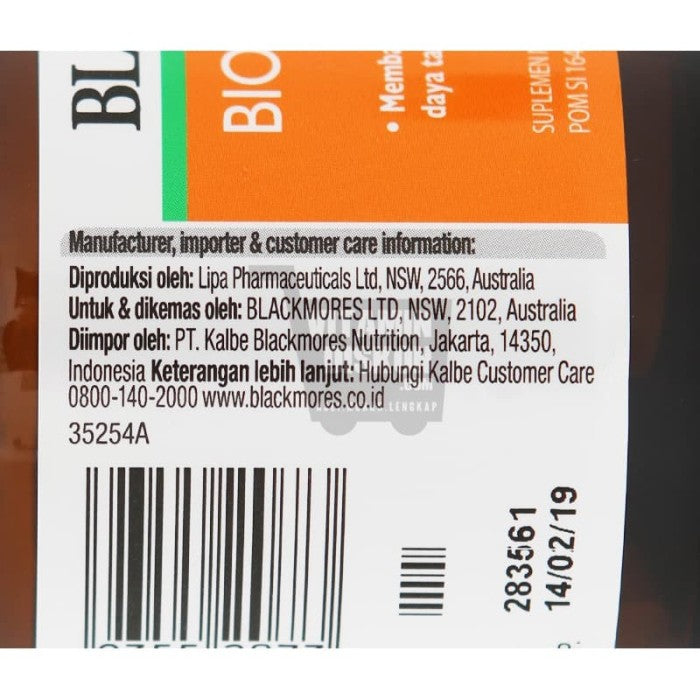 BL
BIO
• Memba
daya ta
SUPLEMEN
POM SI 164
Manufacturer, importer & customer care information:
Diproduksi oleh: Lipa Pharmaceuticals Ltd, NSW, 2566, Australia
Untuk & dikemas oleh: BLACKMORES LTD, NSW, 2102, Australia
Diimpor oleh: PT. Kalbe Blackmores Nutrition, Jakarta, 14350,
Indonesia Keterangan lebih lanjut: Hubungi Kalbe Customer Care
0800-140-2000 www.blackmores.co.id
35254A
283561
14/02/19